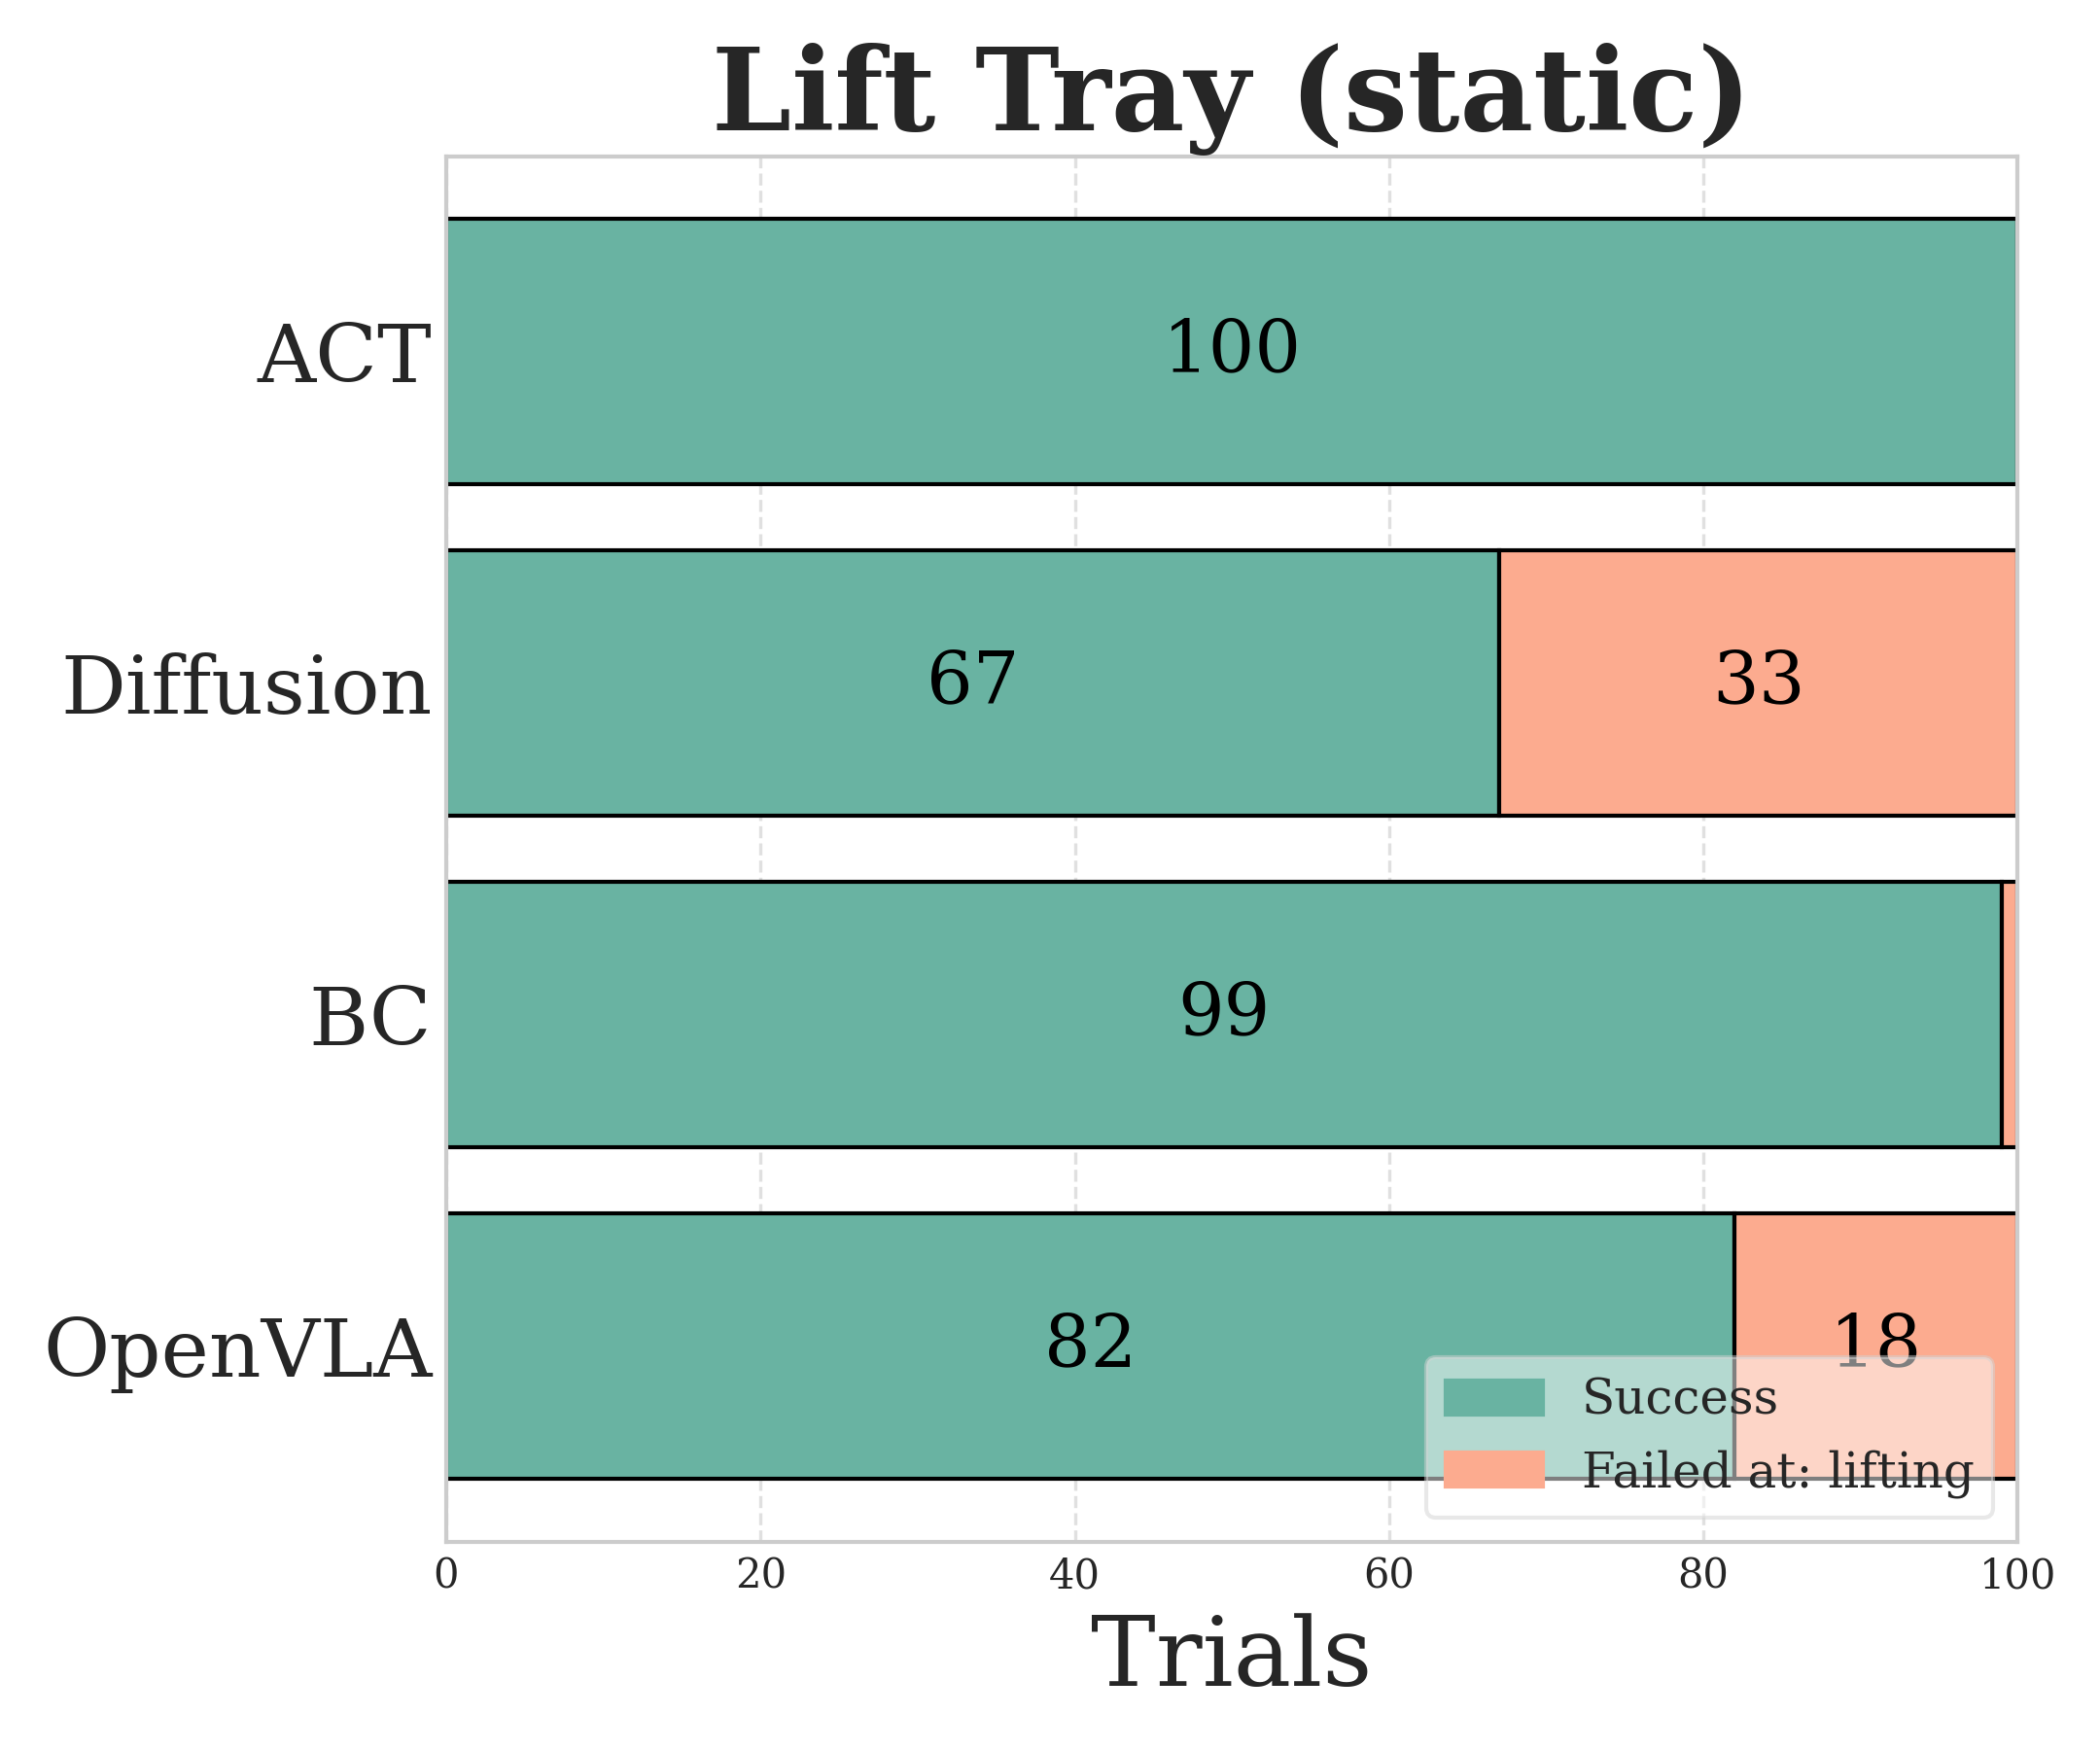 Lift Tray (static)
ACT
100
Diffusion
67
33
BC
99
OpenVLA
82
18
Success
Failed at: lifting
0
20
40
60
80
100
Trials